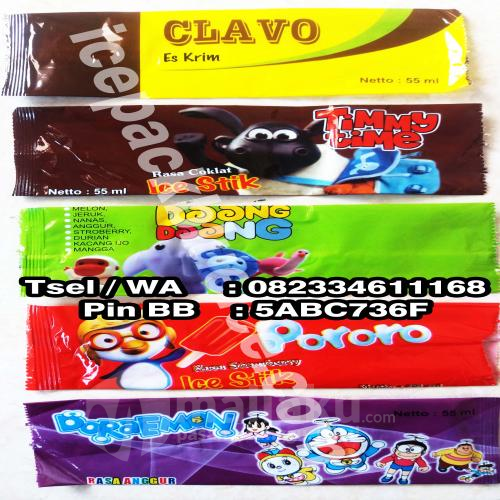 CLAVO
Es Krim
Netto : 55 ml
TIMMY
TIME
Rasa Coklat
Ice Stik
Netto : 55 ml
MELON,
JERUK,
NANAS,
ANGGUR,
STROBERRY,
DURIAN
KACANG IJO
MANGGA
Tsel / WA : 082334611168
Pin BB : 5ABC736F
PORORO
Ice Stik
DORAEMON
Netto : 55 ml
RASA ANGGUR